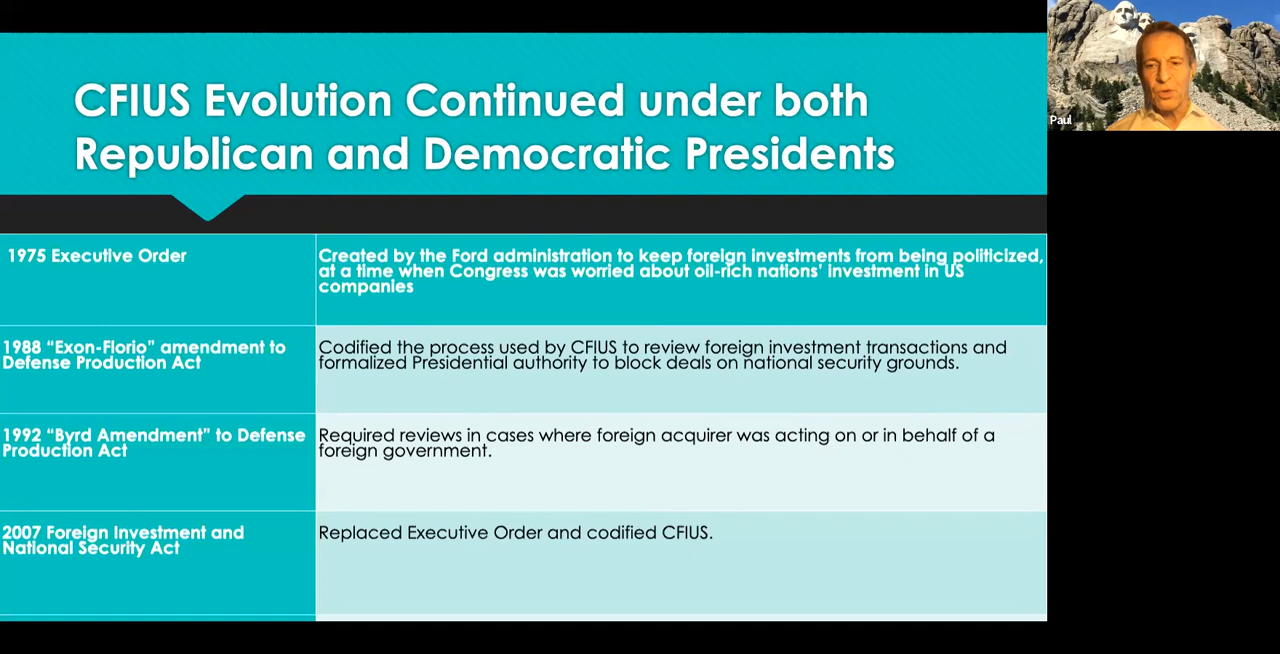 CFIUS Evolution Continued under both
Republican and Democratic Presidents
Paul
1975 Executive Order
Created by the Ford administration to keep foreign investments from being politicized,
at a time when Congress was worried about oil-rich nations’ investment in US
companies
1988 “Exon-Florio” amendment to
Defense Production Act
Codified the process used by CFIUS to review foreign investment transactions and
formalized Presidential authority to block deals on national security grounds.
1992 “Byrd Amendment” to Defense
Production Act
Required reviews in cases where foreign acquirer was acting on or in behalf of a
foreign government.
2007 Foreign Investment and
National Security Act
Replaced Executive Order and codified CFIUS.